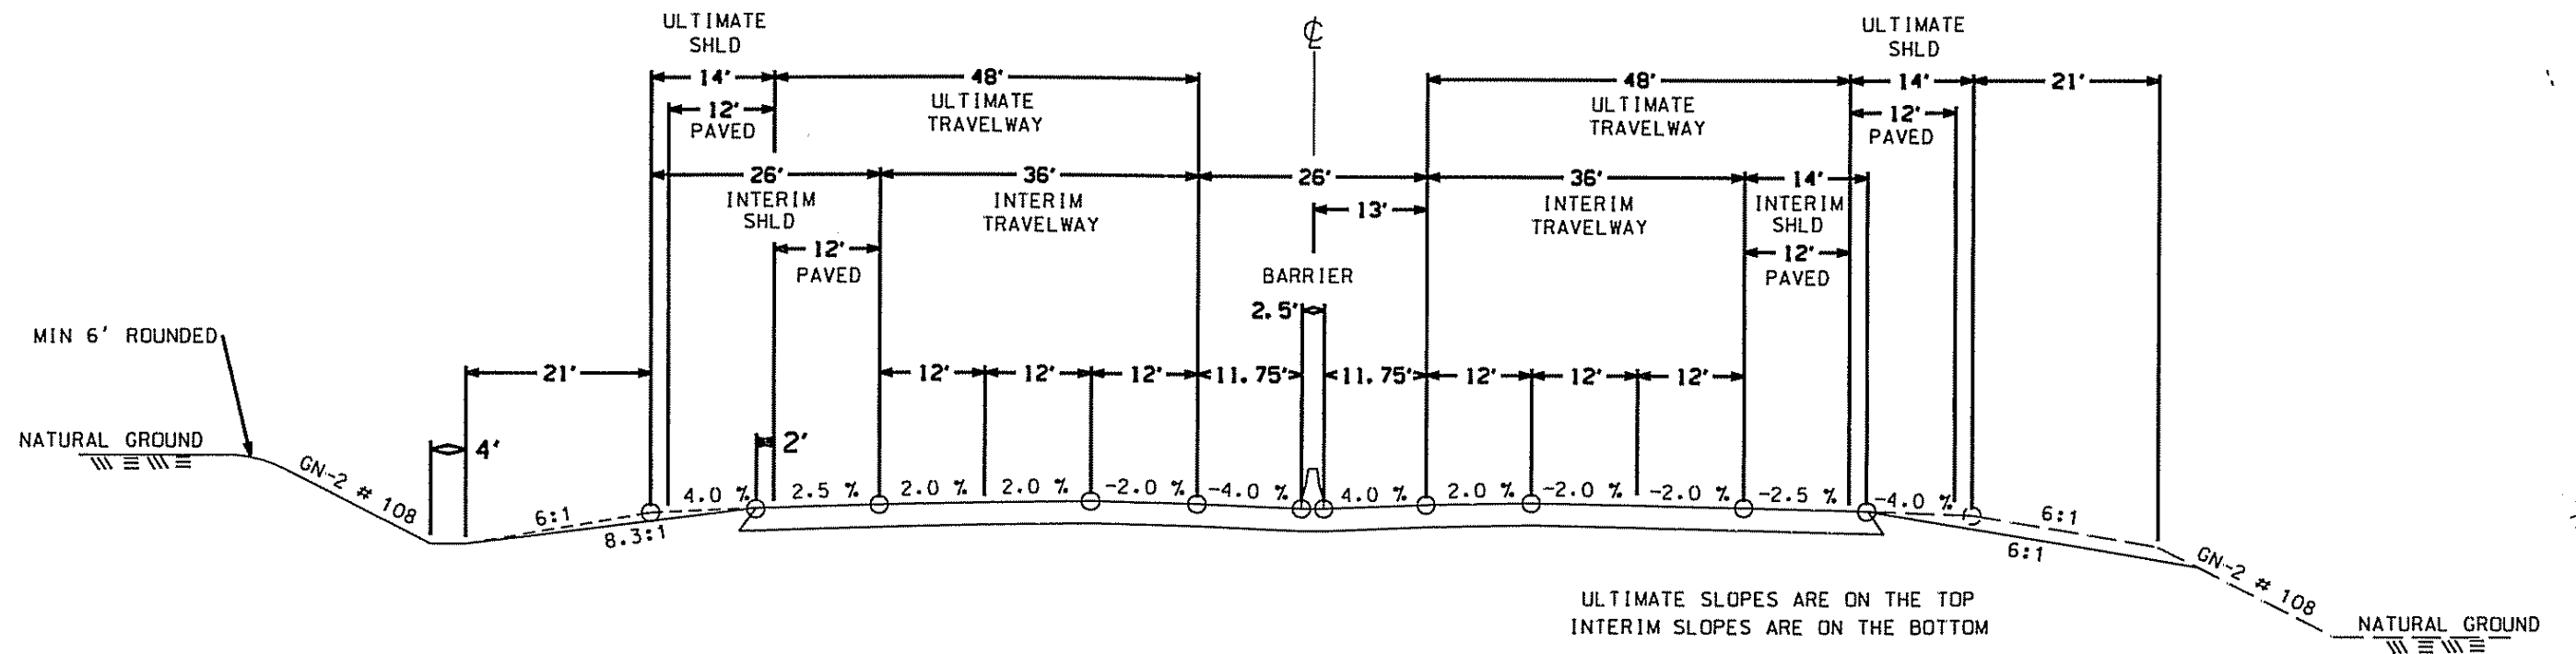 ULTIMATE
SHLD
14'
48'
12'
PAVED
ULTIMATE
TRAVELWAY
26'
36'
INTERIM
SHLD
INTERIM
TRAVELWAY
12'
PAVED
℄
26'
13'
BARRIER
2.5'
ULTIMATE
SHLD
48'
14'
21'
ULTIMATE
TRAVELWAY
12'
PAVED
36'
14'
INTERIM
TRAVELWAY
INTERIM
SHLD
12'
PAVED
MIN 6' ROUNDED
21'
12'
12'
12'
11.75'
11.75'
12'
12'
12'
NATURAL GROUND
4'
2'
GN-2 # 108
6:1
8.3:1
4.0 %
2.5 %
2.0 %
2.0 %
-2.0 %
-4.0 %
4.0 %
2.0 %
-2.0 %
-2.0 %
-2.5 %
-4.0 %
6:1
6:1
GN-2 # 108
ULTIMATE SLOPES ARE ON THE TOP
INTERIM SLOPES ARE ON THE BOTTOM
NATURAL GROUND